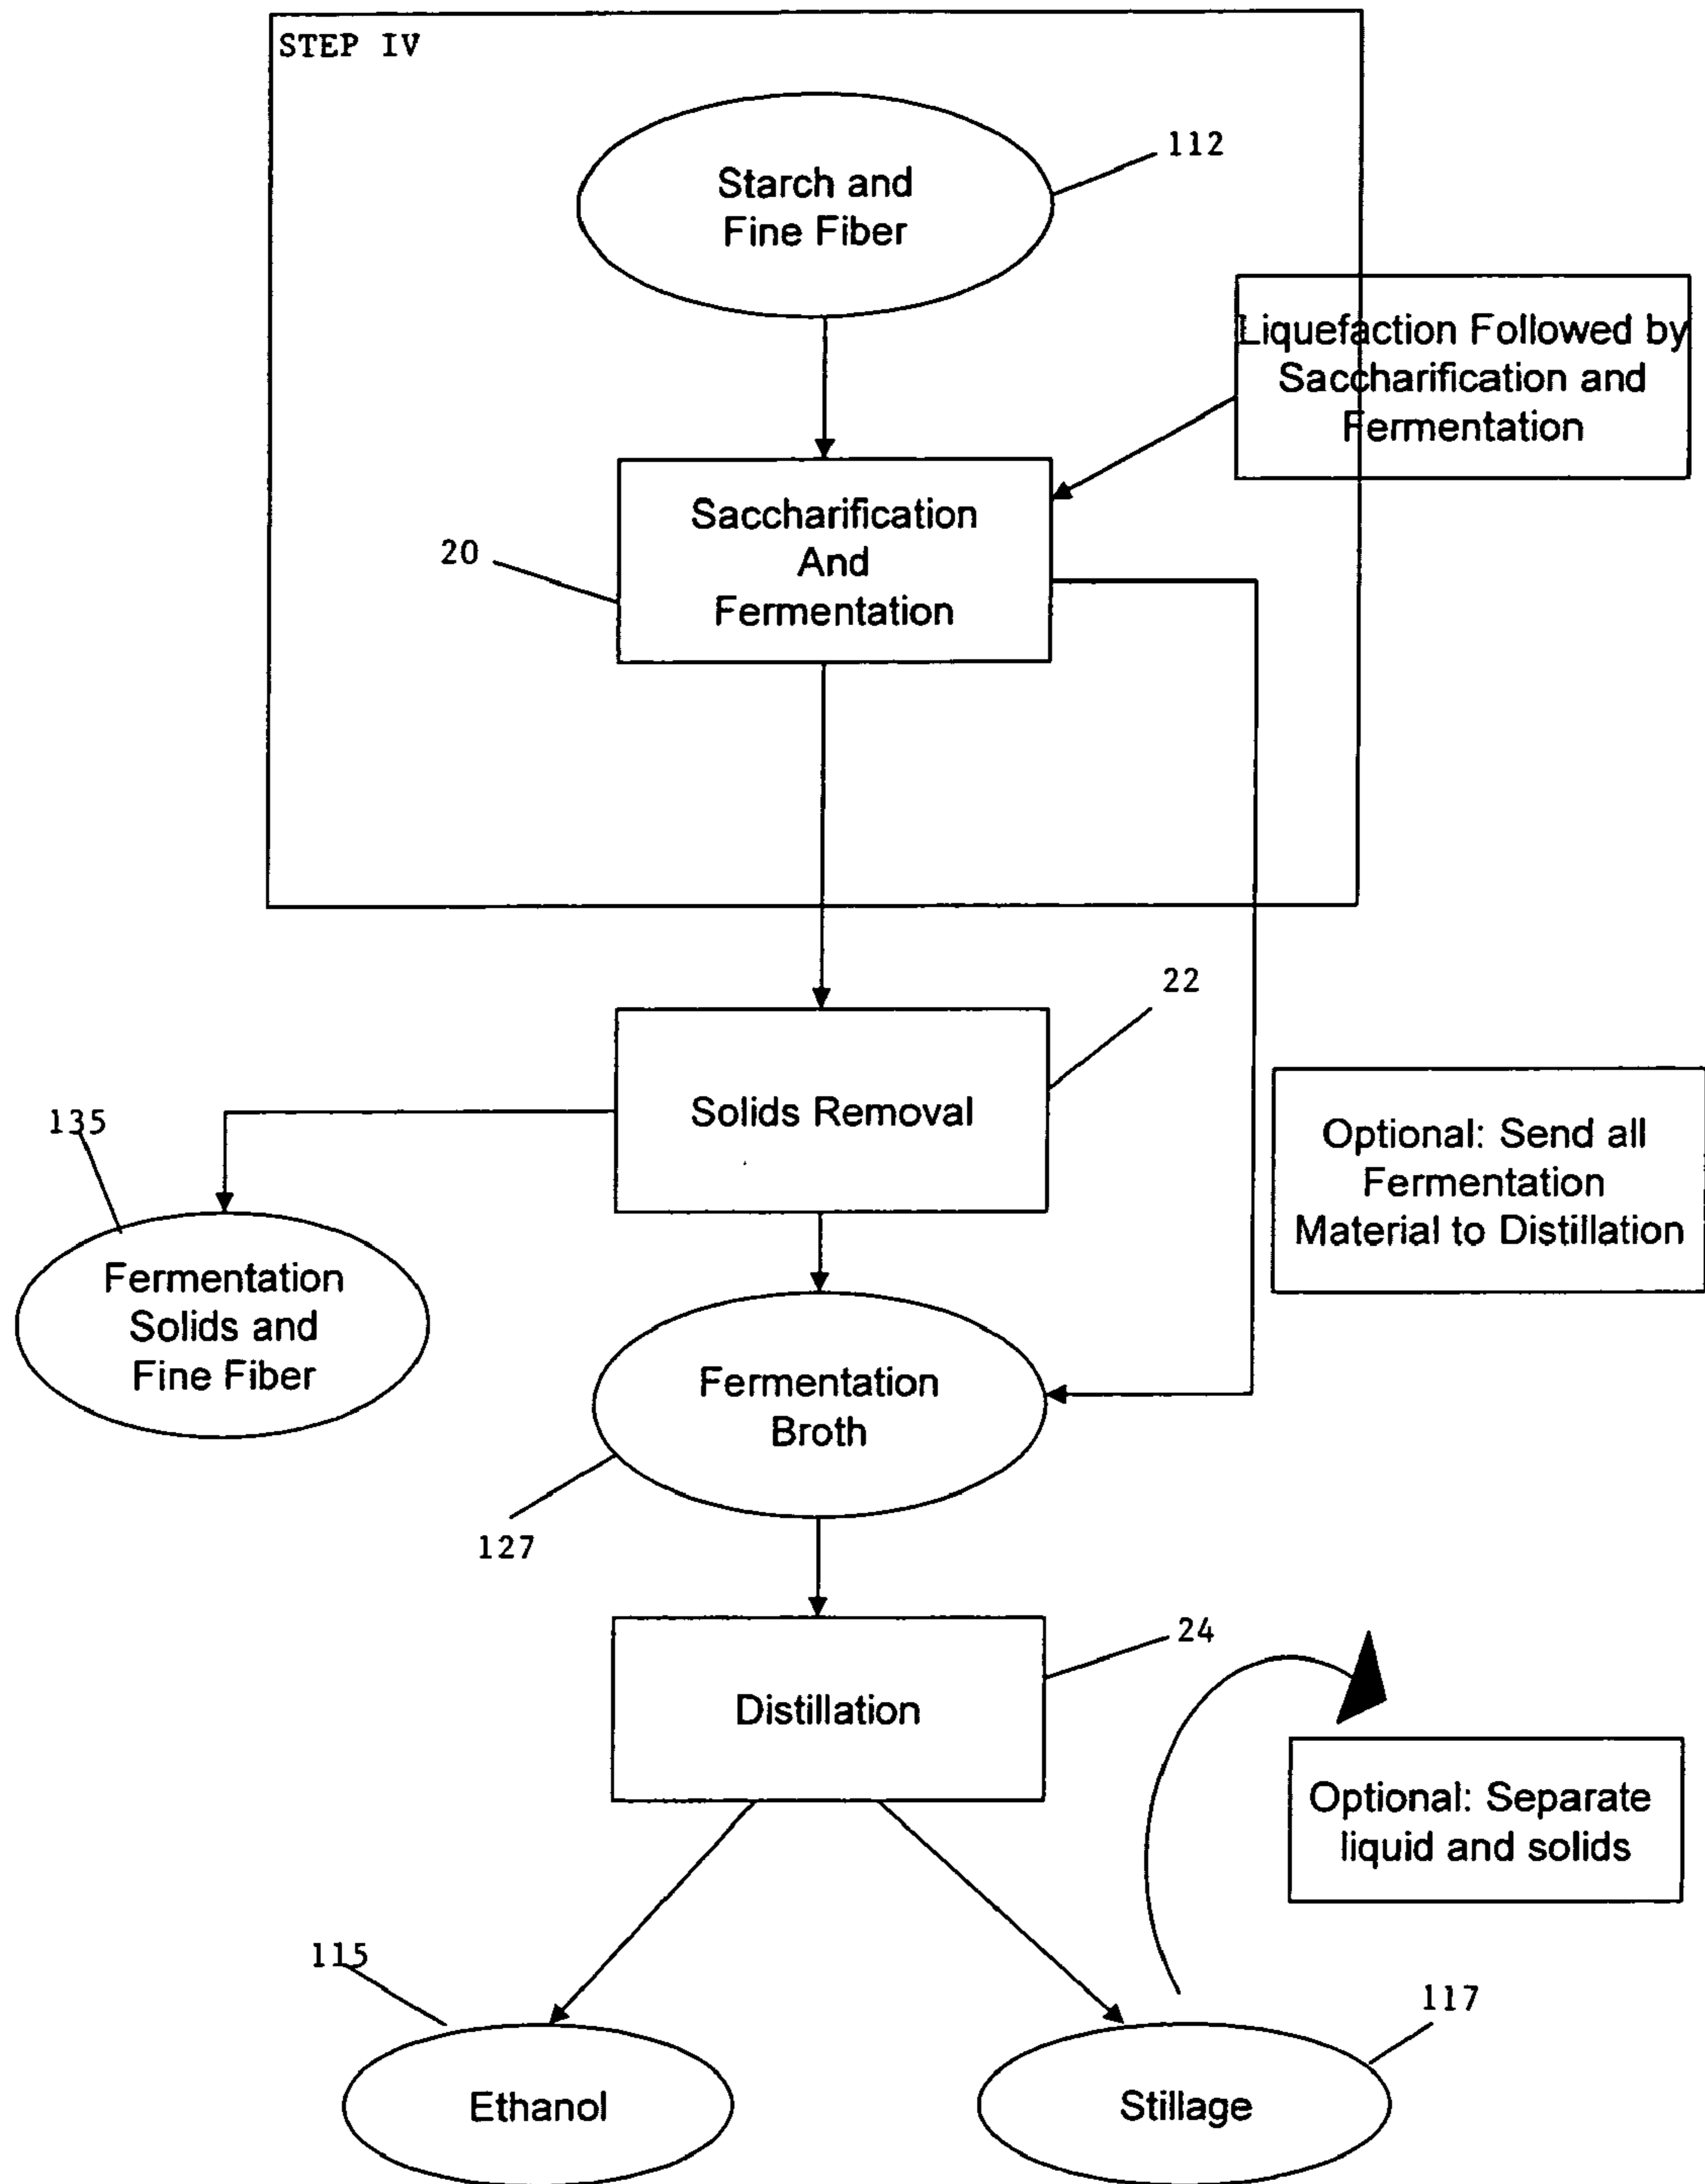 STEP IV
112
Starch and
Fine Fiber
Liquefaction Followed by
Saccharification and
Fermentation
20
Saccharification
And
Fermentation
22
Solids Removal
135
Optional: Send all
Fermentation
Material to Distillation
Fermentation
Solids and
Fine Fiber
Fermentation
Broth
127
24
Distillation
Optional: Separate
liquid and solids
115
117
Ethanol
Stillage